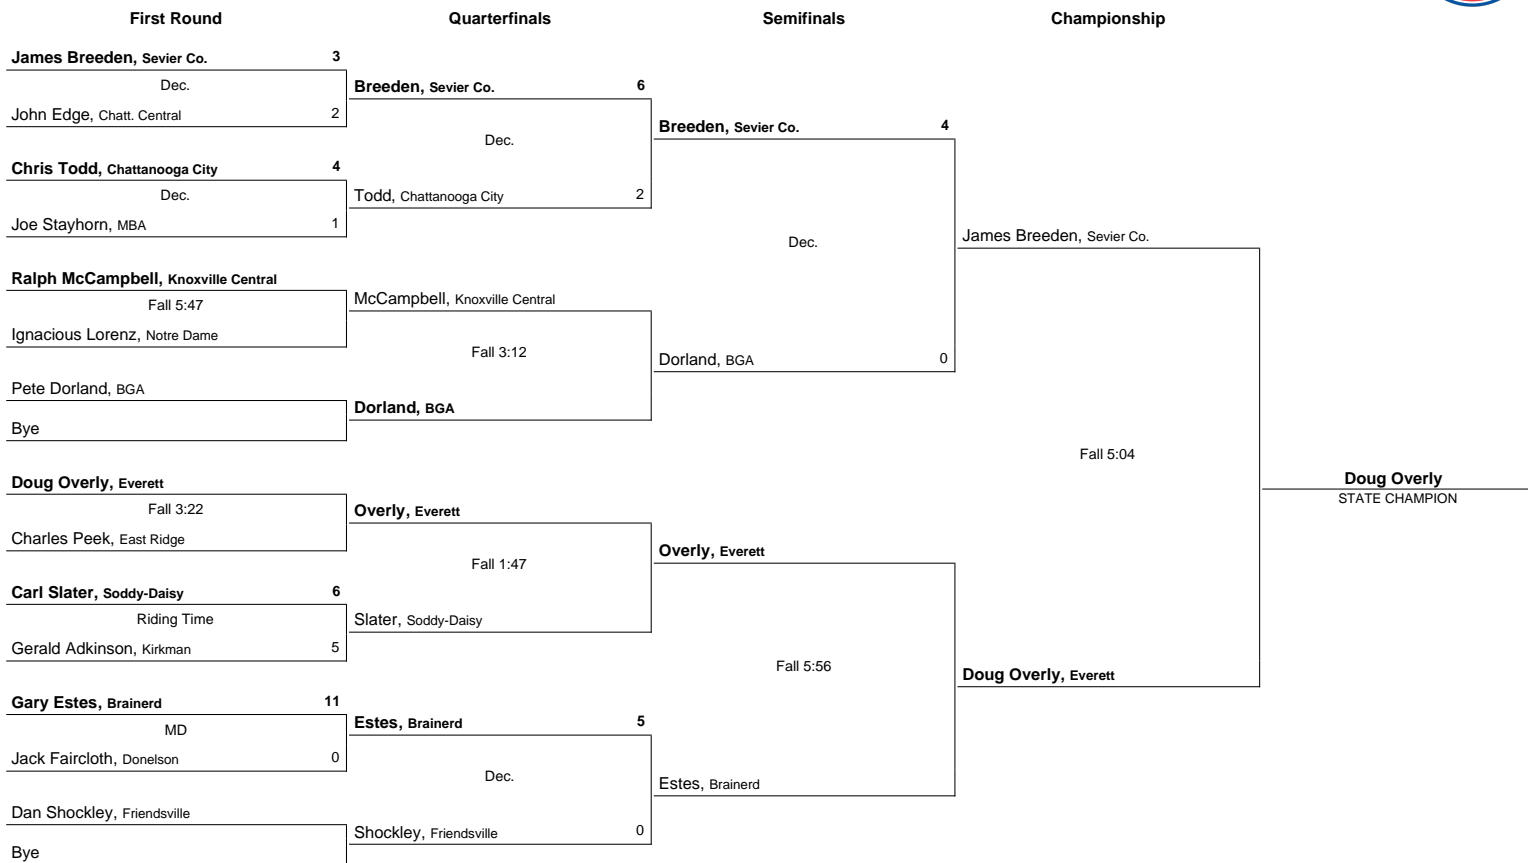 First Round Quarterfinals Semifinals Championship
James Breeden, Sevier Co. 3
Dec.
John Edge, Chatt. Central 2
Chris Todd, Chattanooga City 4
Dec.
Joe Stayhorn, MBA 1
Ralph McCampbell, Knoxville Central
Fall 5:47
Ignacious Lorenz, Notre Dame
Pete Dorland, BGA
Bye
Doug Overly, Everett
Fall 3:22
Charles Peek, East Ridge
Carl Slater, Soddy-Daisy 6
Riding Time
Gerald Adkinson, Kirkman 5
Gary Estes, Brainerd 11
MD
Jack Faircloth, Donelson 0
Dan Shockley, Friendsville
Bye
Breeden, Sevier Co. 6
Dec.
Todd, Chattanooga City 2
McCampbell, Knoxville Central
Fall 3:12
Dorland, BGA
Overly, Everett
Fall 1:47
Slater, Soddy-Daisy
Estes, Brainerd 5
Dec.
Shockley, Friendsville 0
Breeden, Sevier Co. 4
Dec.
Dorland, BGA 0
Overly, Everett
Fall 5:56
Estes, Brainerd
James Breeden, Sevier Co.
Fall 5:04
Doug Overly, Everett
Doug Overly
STATE CHAMPION